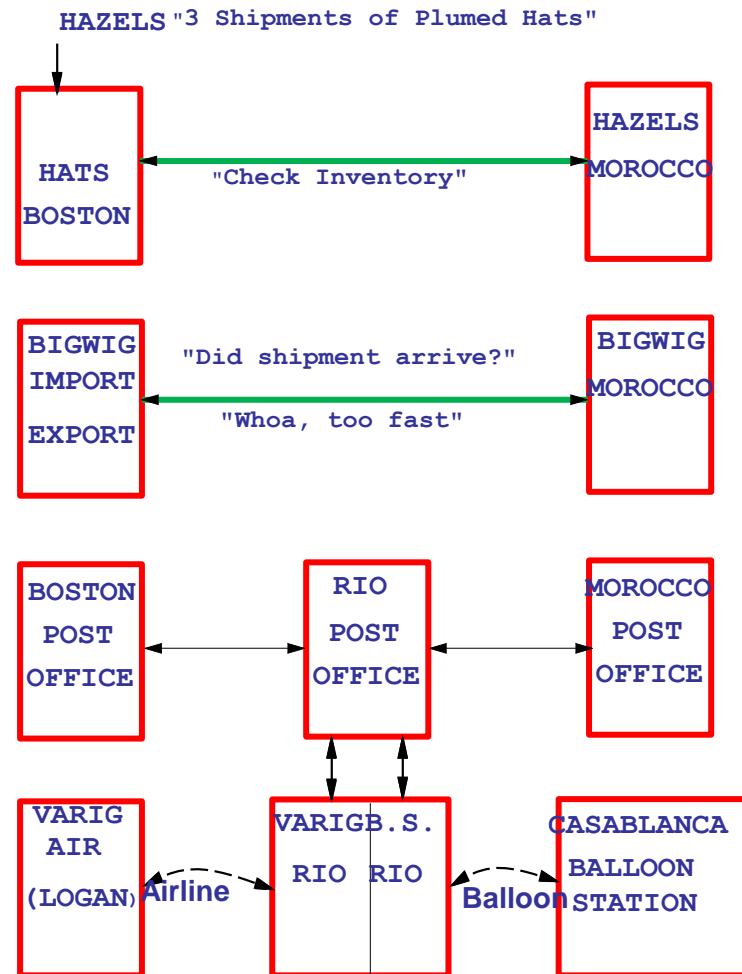 HAZELS "3 Shipments of Plumed Hats"
HATS
BOSTON
"Check Inventory"
HAZELS
MOROCCO
BIGWIG
IMPORT
EXPORT
"Did shipment arrive?"
"Whoa, too fast"
BIGWIG
MOROCCO
BOSTON
POST
OFFICE
RIO
POST
OFFICE
MOROCCO
POST
OFFICE
VARIG
AIR
(LOGAN)
Airline
VARIG
RIO
B.S.
RIO
Balloon
CASABLANCA
BALLOON
STATION